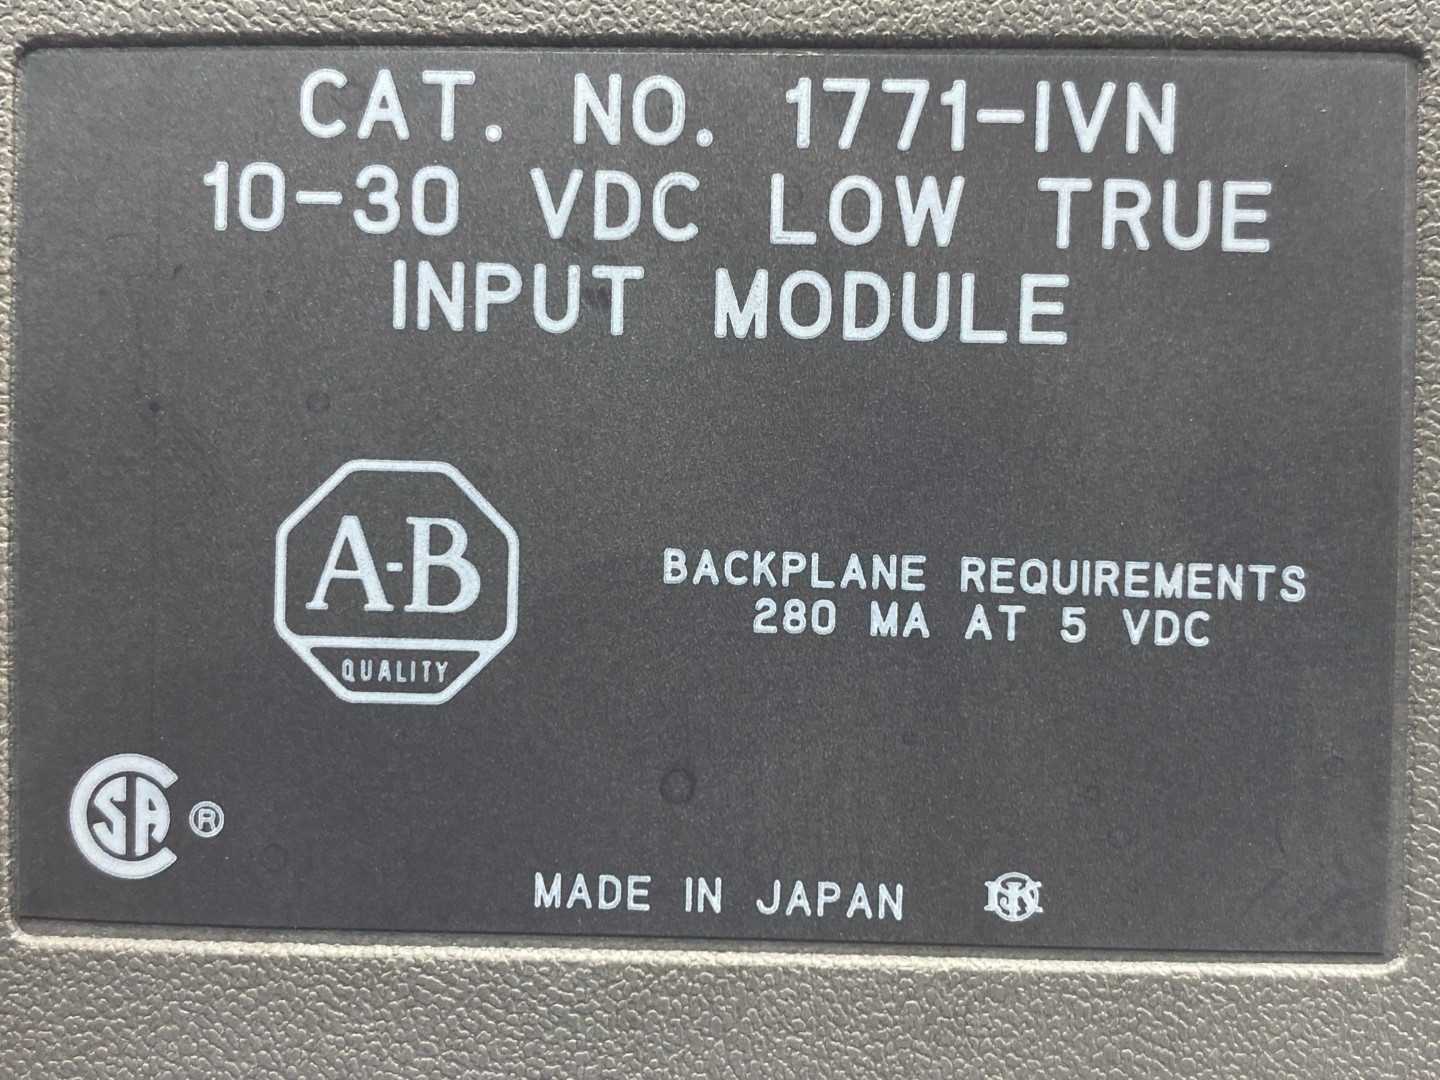 CAT. NO. 1771-IVN
10-30 VDC LOW TRUE
INPUT MODULE
A-B
QUALITY
BACKPLANE REQUIREMENTS
280 MA AT 5 VDC
CSA ®
MADE IN JAPAN